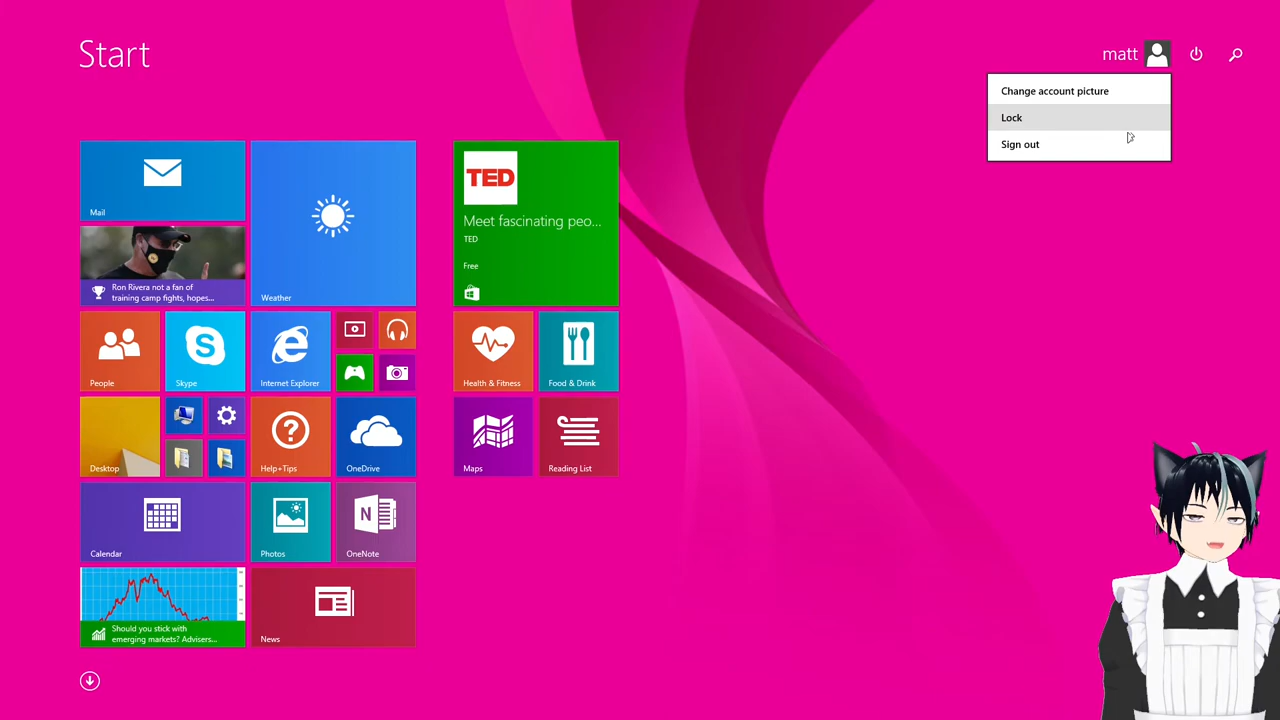 Start
matt
Change account picture
Lock
Sign out
Mail
Weather
TED
Meet fascinating peo...
TED
Free
Ron Rivera not a fan of
training camp fights, hopes...
People
Skype
Internet Explorer
Health & Fitness
Food & Drink
Desktop
Help+Tips
OneDrive
Maps
Reading List
Calendar
Photos
OneNote
Should you stick with
emerging markets? Advisers...
News